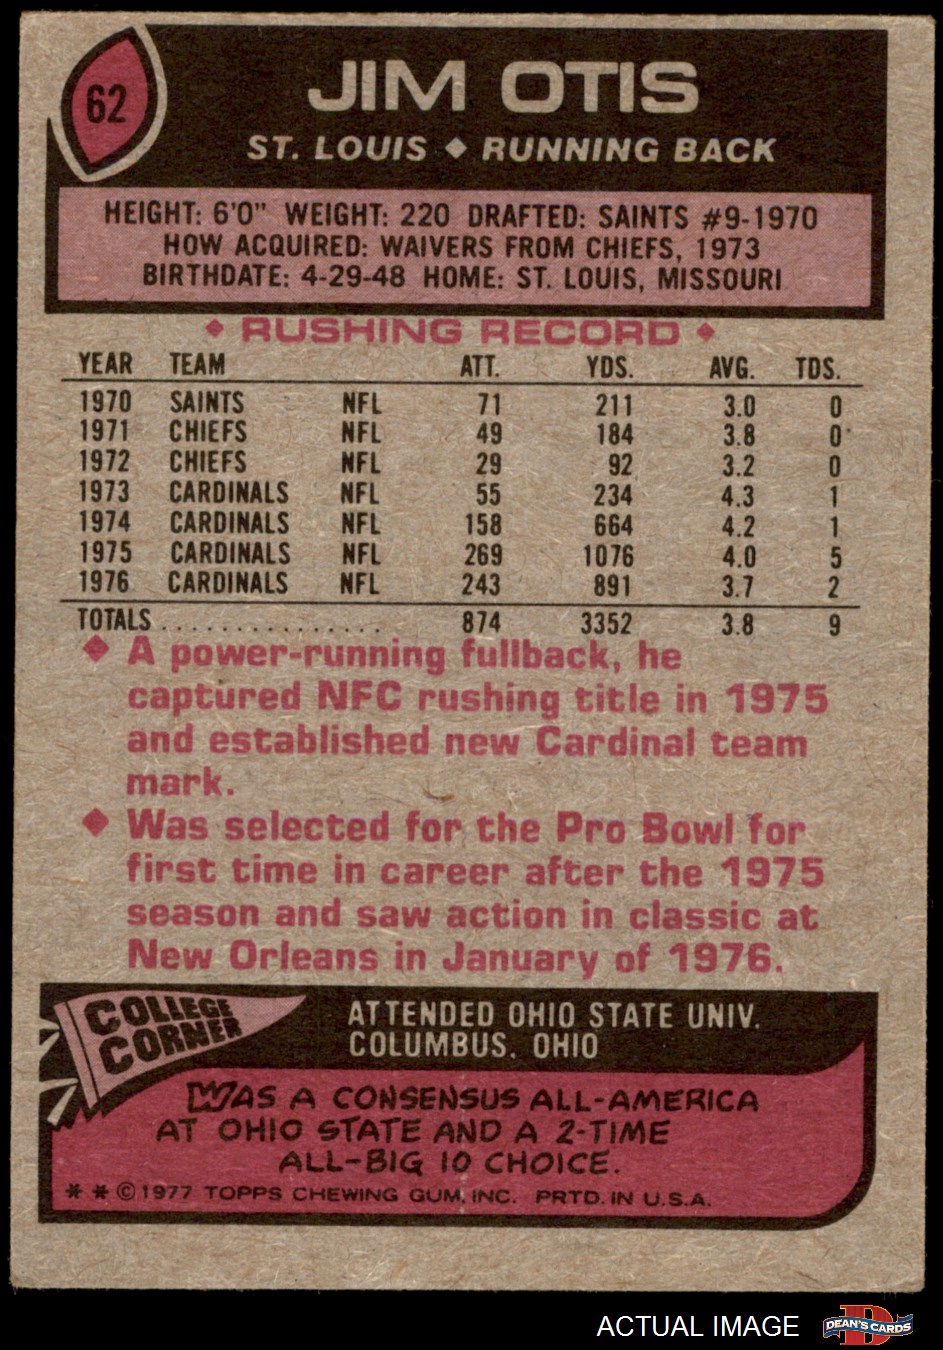 62
JIM OTIS
ST. LOUIS ◆ RUNNING BACK
HEIGHT: 6'0" WEIGHT: 220 DRAFTED: SAINTS #9-1970
HOW ACQUIRED: WAIVERS FROM CHIEFS, 1973
BIRTHDATE: 4-29-48 HOME: ST. LOUIS, MISSOURI
◆ RUSHING RECORD ◆
YEAR TEAM ATT. YDS. AVG. TDS.
1970 SAINTS NFL 71 211 3.0 0
1971 CHIEFS NFL 49 184 3.8 0
1972 CHIEFS NFL 29 92 3.2 0
1973 CARDINALS NFL 55 234 4.3 1
1974 CARDINALS NFL 158 664 4.2 1
1975 CARDINALS NFL 269 1076 4.0 5
1976 CARDINALS NFL 243 891 3.7 2
TOTALS ................ 874 3352 3.8 9
◆ A power-running fullback, he
captured NFC rushing title in 1975
and established new Cardinal team
mark.
◆ Was selected for the Pro Bowl for
first time in career after the 1975
season and saw action in classic at
New Orleans in January of 1976.
COLLEGE
CORNER
ATTENDED OHIO STATE UNIV.
COLUMBUS, OHIO
WAS A CONSENSUS ALL-AMERICA
AT OHIO STATE AND A 2-TIME
ALL-BIG 10 CHOICE.
* * © 1977 TOPPS CHEWING GUM, INC. PRTD. IN U.S.A.
ACTUAL IMAGE
D
DEAN'S CARDS